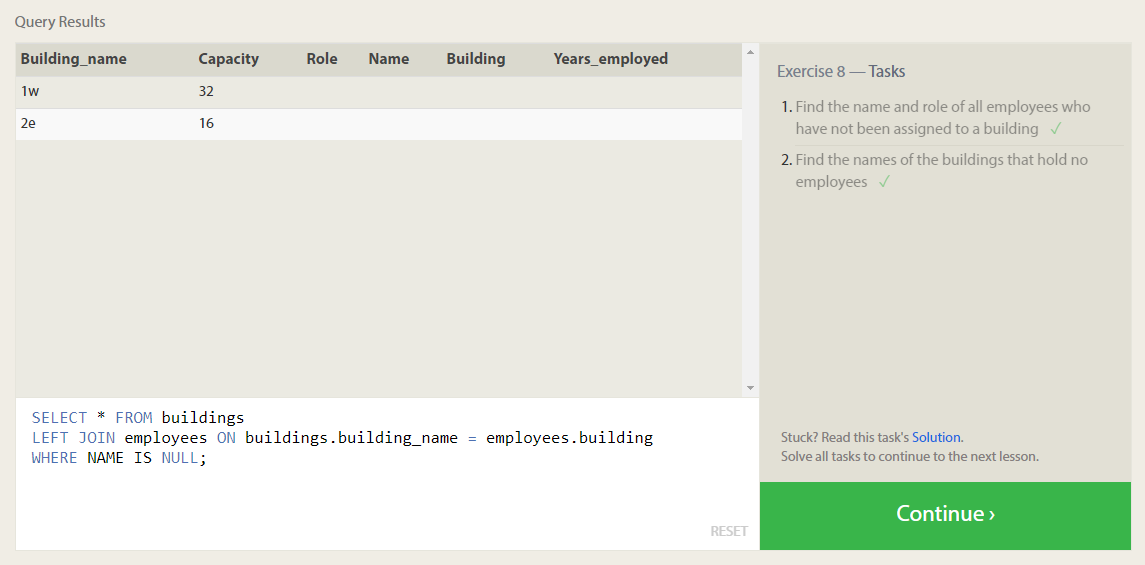 Query Results
Building_name Capacity Role Name Building Years_employed
1w 32
2e 16
SELECT * FROM buildings
LEFT JOIN employees ON buildings.building_name = employees.building
WHERE NAME IS NULL;
RESET
Exercise 8 — Tasks
1. Find the name and role of all employees who
have not been assigned to a building ✓
2. Find the names of the buildings that hold no
employees ✓
Stuck? Read this task's Solution.
Solve all tasks to continue to the next lesson.
Continue ›